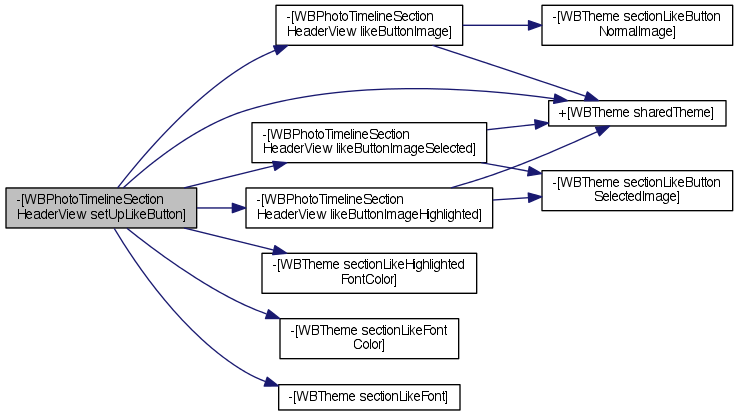 -[WBPhotoTimelineSection
HeaderView likeButtonImage]
-[WBTheme sectionLikeButton
NormalImage]
+[WBTheme sharedTheme]
-[WBPhotoTimelineSection
HeaderView likeButtonImageSelected]
-[WBTheme sectionLikeButton
SelectedImage]
-[WBPhotoTimelineSection
HeaderView setUpLikeButton]
-[WBPhotoTimelineSection
HeaderView likeButtonImageHighlighted]
-[WBTheme sectionLikeHighlighted
FontColor]
-[WBTheme sectionLikeFont
Color]
-[WBTheme sectionLikeFont]